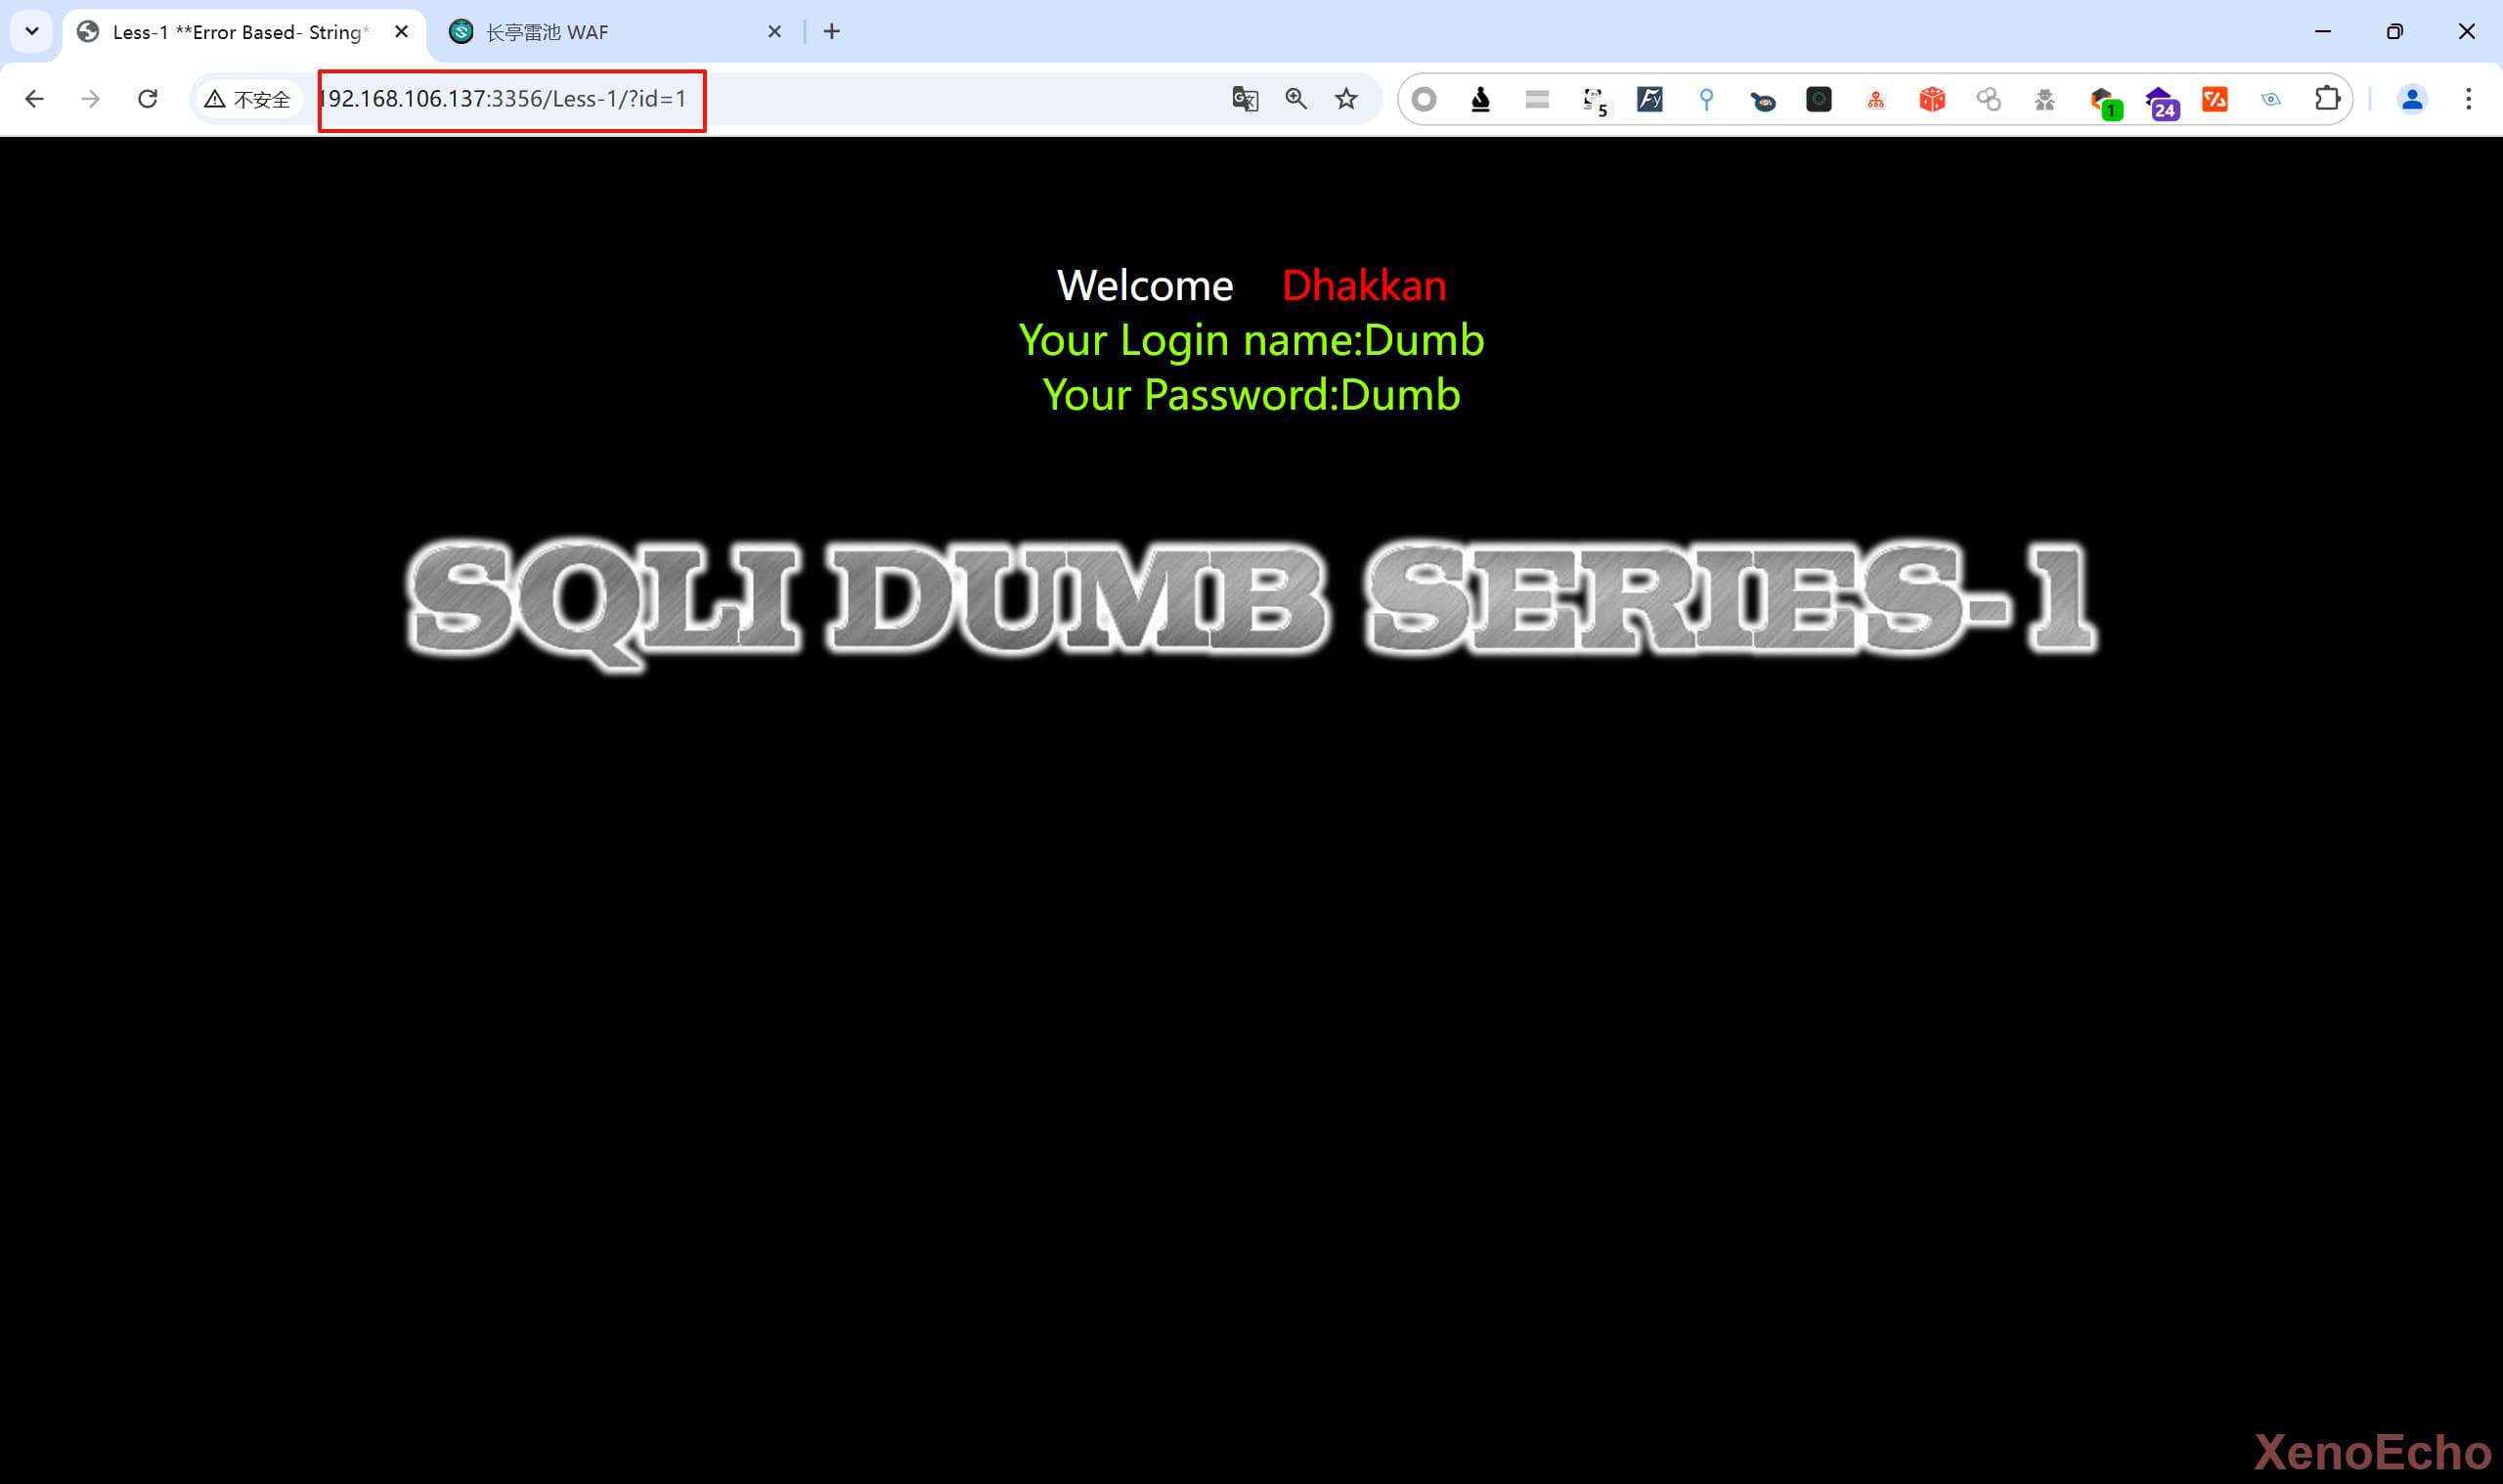 Less-1 **Error Based- String*
长亭雷池 WAF
不安全
192.168.106.137:3356/Less-1/?id=1
5
Fy
1
24
Welcome Dhakkan
Your Login name:Dumb
Your Password:Dumb
SQLI DUMB SERIES-1
XenoEcho